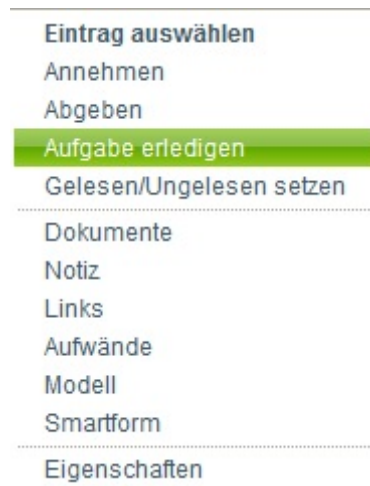 Eintrag auswählen
Annehmen
Abgeben
Aufgabe erledigen
Gelesen/Ungelesen setzen
Dokumente
Notiz
Links
Aufwände
Modell
Smartform
Eigenschaften